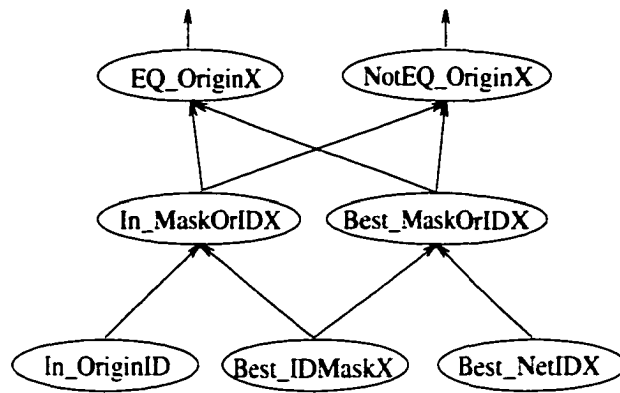 EQ_OriginX NotEQ_OriginX
In_MaskOrIDX Best_MaskOrIDX
In_OriginID Best_IDMaskX Best_NetIDX